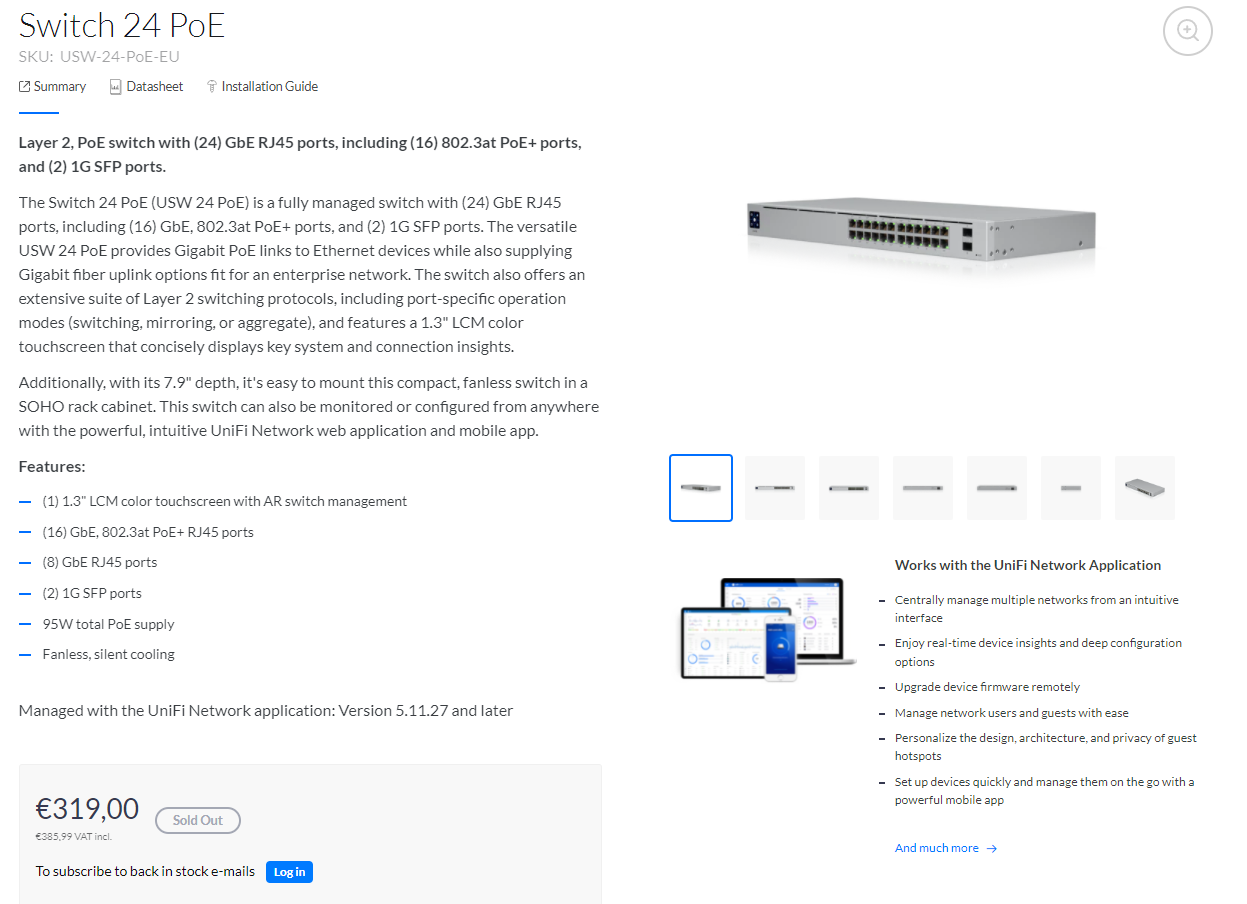 Switch 24 PoE
SKU: USW-24-PoE-EU
Summary Datasheet Installation Guide
Layer 2, PoE switch with (24) GbE RJ45 ports, including (16) 802.3at PoE+ ports,
and (2) 1G SFP ports.
The Switch 24 PoE (USW 24 PoE) is a fully managed switch with (24) GbE RJ45
ports, including (16) GbE, 802.3at PoE+ ports, and (2) 1G SFP ports. The versatile
USW 24 PoE provides Gigabit PoE links to Ethernet devices while also supplying
Gigabit fiber uplink options fit for an enterprise network. The switch also offers an
extensive suite of Layer 2 switching protocols, including port-specific operation
modes (switching, mirroring, or aggregate), and features a 1.3" LCM color
touchscreen that concisely displays key system and connection insights.
Additionally, with its 7.9" depth, it's easy to mount this compact, fanless switch in a
SOHO rack cabinet. This switch can also be monitored or configured from anywhere
with the powerful, intuitive UniFi Network web application and mobile app.
Features:
(1) 1.3" LCM color touchscreen with AR switch management
(16) GbE, 802.3at PoE+ RJ45 ports
(8) GbE RJ45 ports
(2) 1G SFP ports
95W total PoE supply
Fanless, silent cooling
Managed with the UniFi Network application: Version 5.11.27 and later
€319,00 Sold Out
€385,99 VAT incl.
To subscribe to back in stock e-mails Log in
Works with the UniFi Network Application
Centrally manage multiple networks from an intuitive
interface
Enjoy real-time device insights and deep configuration
options
Upgrade device firmware remotely
Manage network users and guests with ease
Personalize the design, architecture, and privacy of guest
hotspots
Set up devices quickly and manage them on the go with a
powerful mobile app
And much more